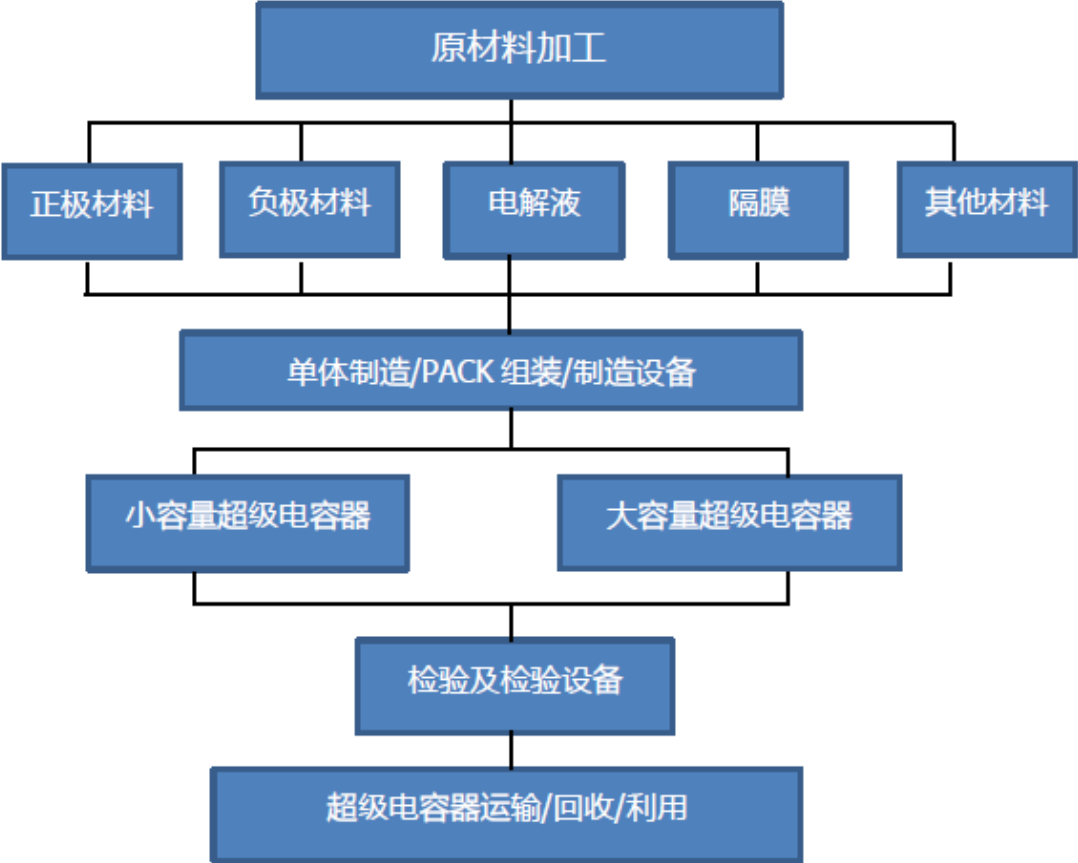 原材料加工
正极材料
负极材料
电解液
隔膜
其他材料
单体制造/PACK 组装/制造设备
小容量超级电容器
大容量超级电容器
检验及检验设备
超级电容器运输/回收/利用